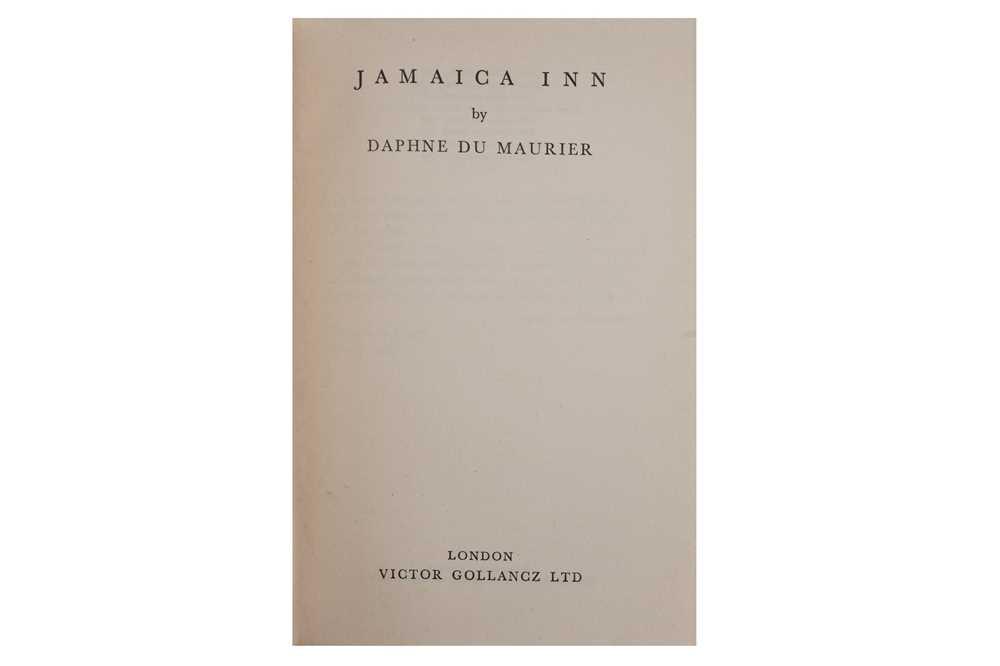 JAMAICA INN
by
DAPHNE DU MAURIER
LONDON
VICTOR GOLLANCZ LTD